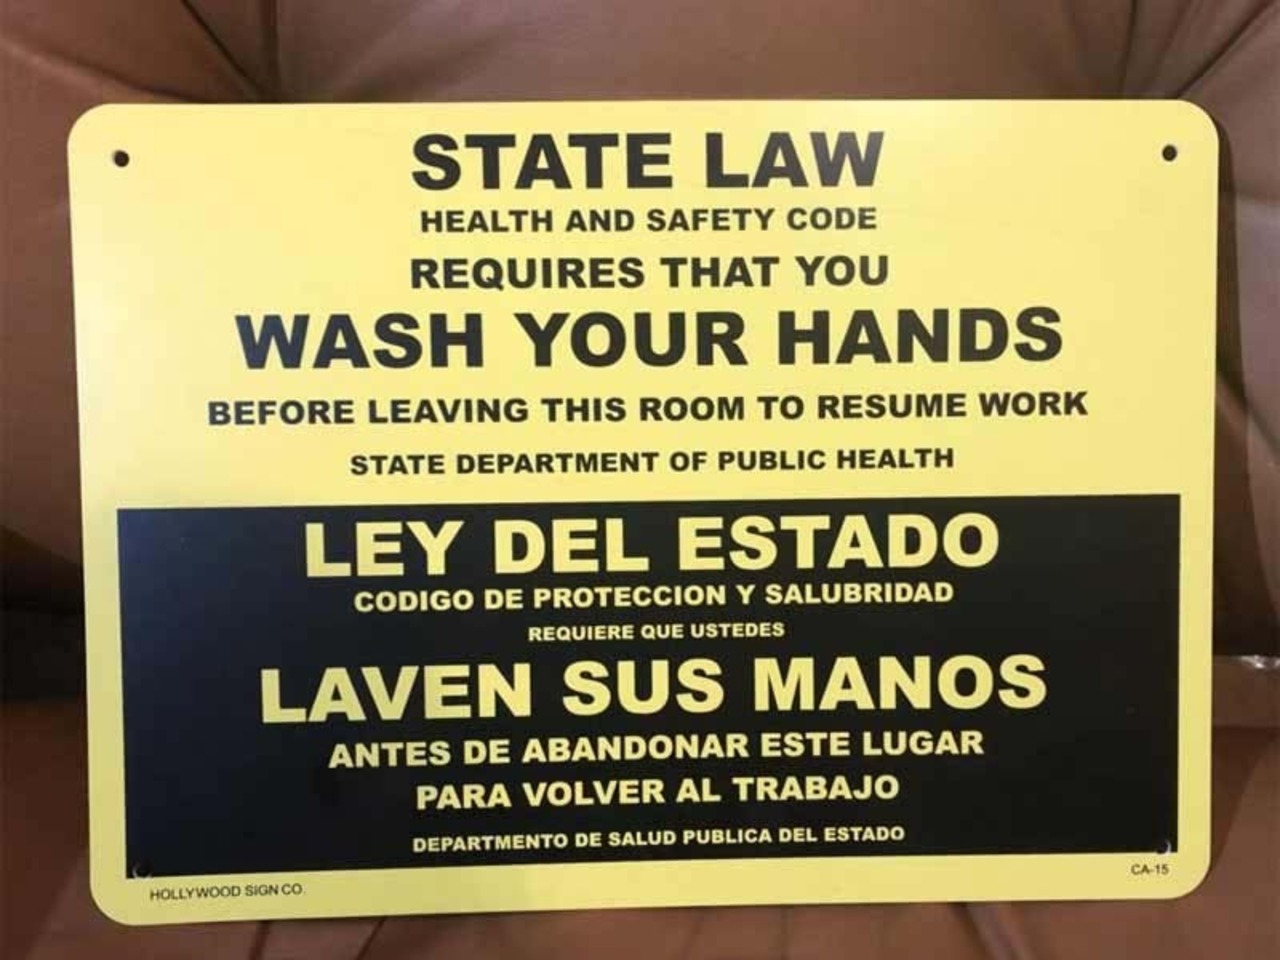 STATE LAW
HEALTH AND SAFETY CODE
REQUIRES THAT YOU
WASH YOUR HANDS
BEFORE LEAVING THIS ROOM TO RESUME WORK
STATE DEPARTMENT OF PUBLIC HEALTH
LEY DEL ESTADO
CODIGO DE PROTECCION Y SALUBRIDAD
REQUIERE QUE USTEDES
LAVEN SUS MANOS
ANTES DE ABANDONAR ESTE LUGAR
PARA VOLVER AL TRABAJO
DEPARTMENTO DE SALUD PUBLICA DEL ESTADO
HOLLYWOOD SIGN CO.
CA-15